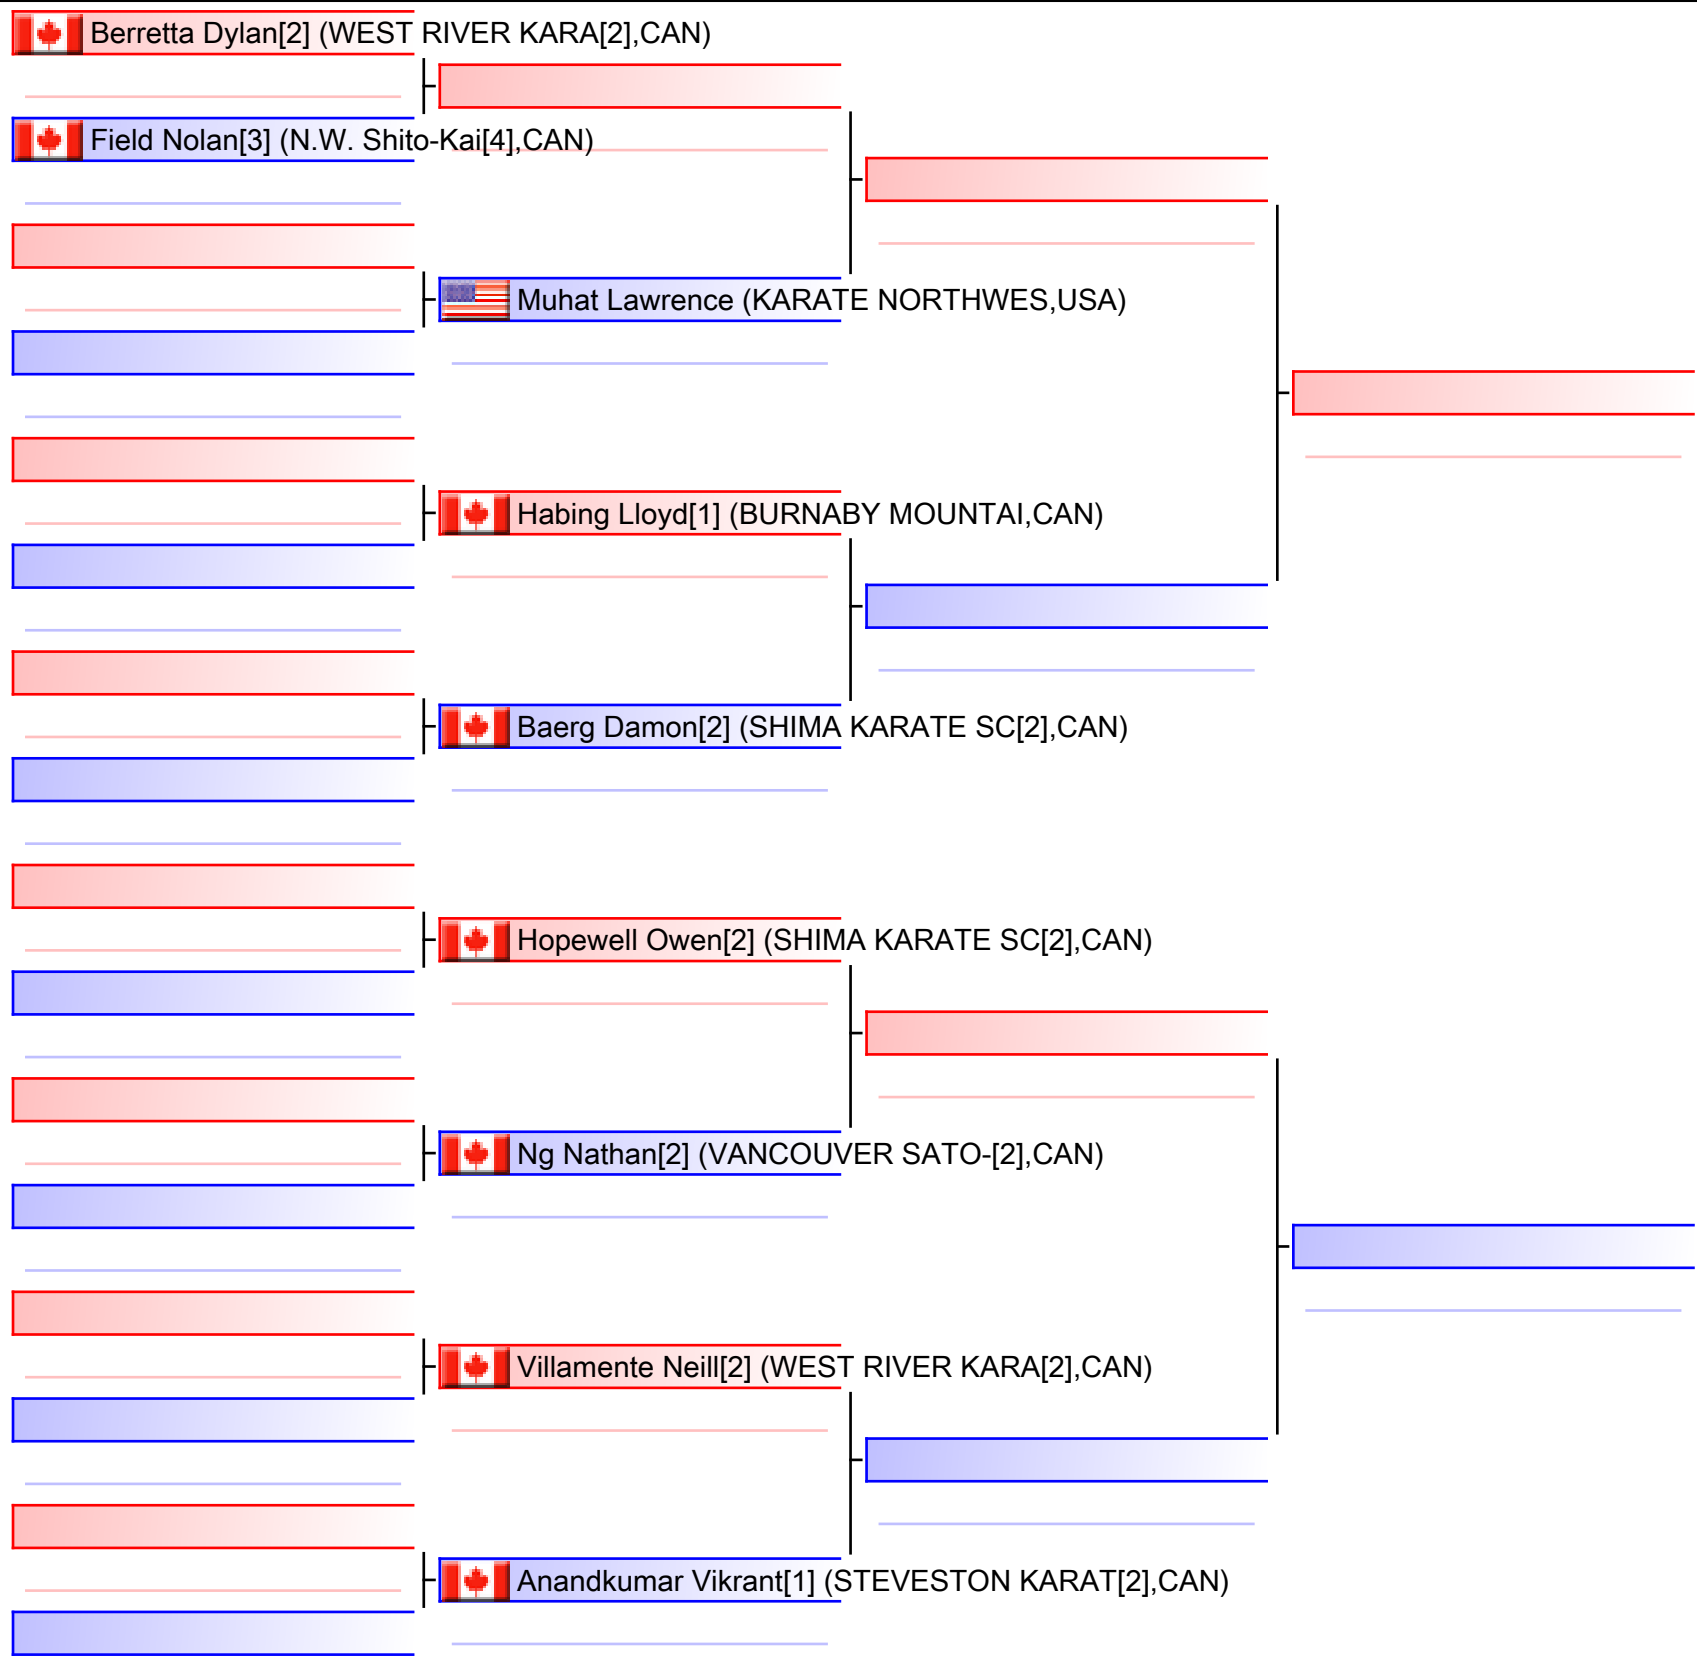 Berretta Dylan[2] (WEST RIVER KARA[2],CAN)
Field Nolan[3] (N.W. Shito-Kai[4],CAN)
Muhat Lawrence (KARATE NORTHWES,USA)
Habing Lloyd[1] (BURNABY MOUNTAI,CAN)
Baerg Damon[2] (SHIMA KARATE SC[2],CAN)
Hopewell Owen[2] (SHIMA KARATE SC[2],CAN)
Ng Nathan[2] (VANCOUVER SATO-[2],CAN)
Villamente Neill[2] (WEST RIVER KARA[2],CAN)
Anandkumar Vikrant[1] (STEVESTON KARAT[2],CAN)